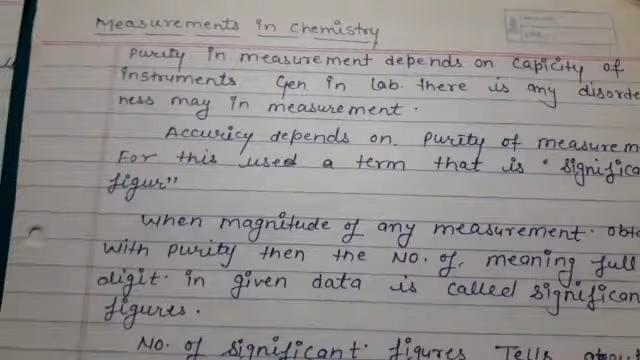 Measurements in chemistry
Purity in measurement depends on capicity of
instruments Gen. in Lab. there is any disorde
ness may in measurement.
Accuricy depends on. Purity of measurem
For this used a term that is "significa
figur"
When magnitude of any measurement. obt
with purity then the NO. of, meaning full
digit. in given data is called significan
figures.
NO. of significant. figures Tells abou